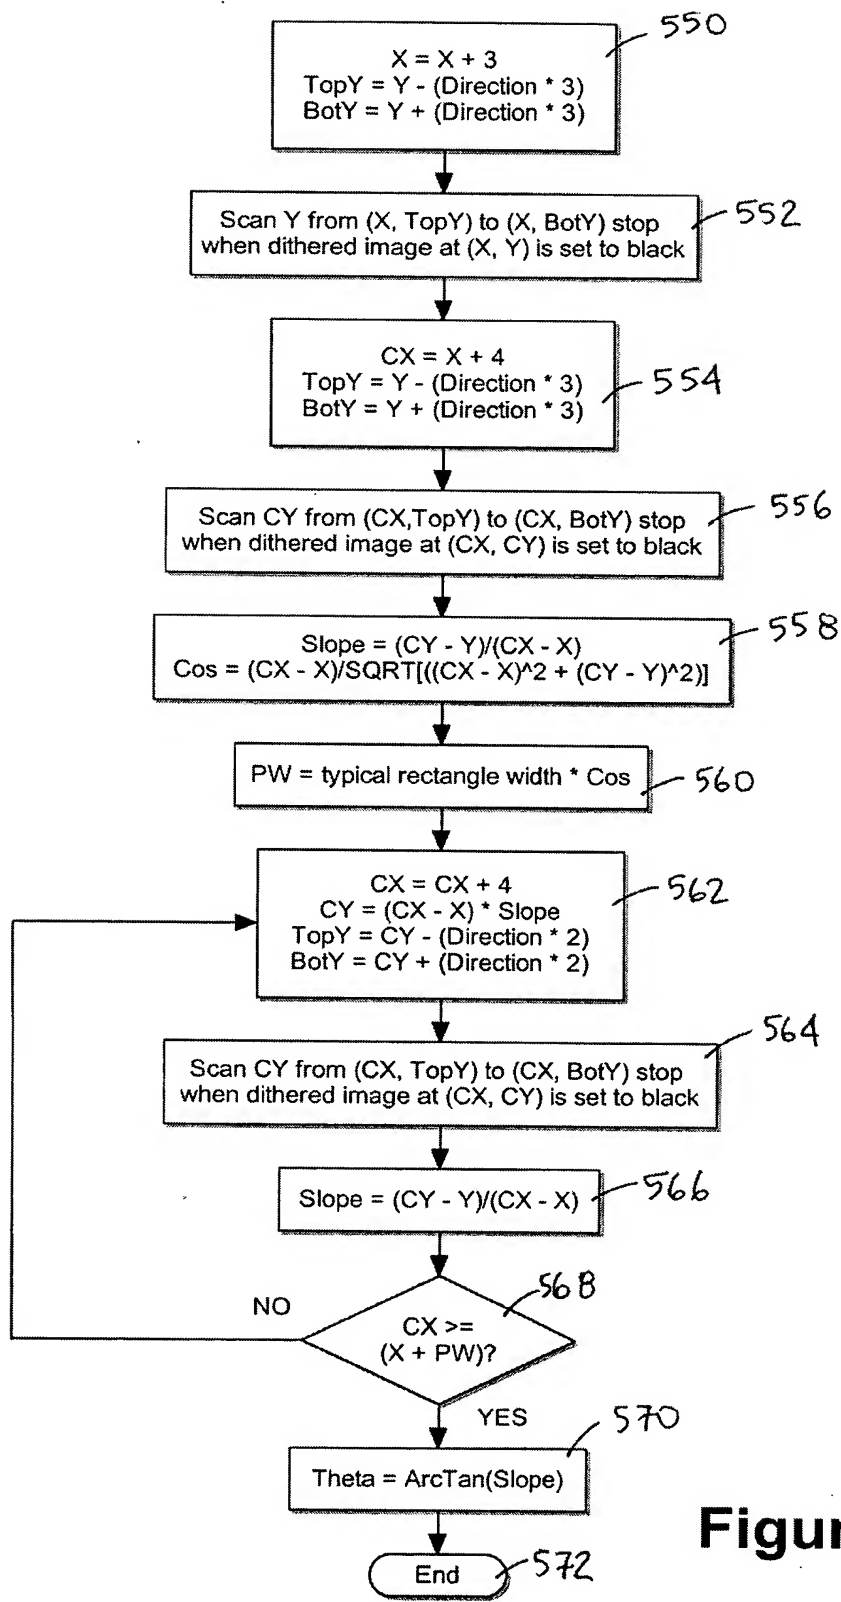 550
X = X + 3
TopY = Y - (Direction * 3)
BotY = Y + (Direction * 3)
552
Scan Y from (X, TopY) to (X, BotY) stop
when dithered image at (X, Y) is set to black
554
CX = X + 4
TopY = Y - (Direction * 3)
BotY = Y + (Direction * 3)
556
Scan CY from (CX,TopY) to (CX, BotY) stop
when dithered image at (CX, CY) is set to black
558
Slope = (CY - Y)/(CX - X)
Cos = (CX - X)/SQRT[(((CX - X)^2 + (CY - Y)^2)]
PW = typical rectangle width * Cos
560
562
CX = CX + 4
CY = (CX - X) * Slope
TopY = CY - (Direction * 2)
BotY = CY + (Direction * 2)
564
Scan CY from (CX, TopY) to (CX, BotY) stop
when dithered image at (CX, CY) is set to black
Slope = (CY - Y)/(CX - X)
566
568
NO
CX >=
(X + PW)?
YES
570
Theta = ArcTan(Slope)
End
572